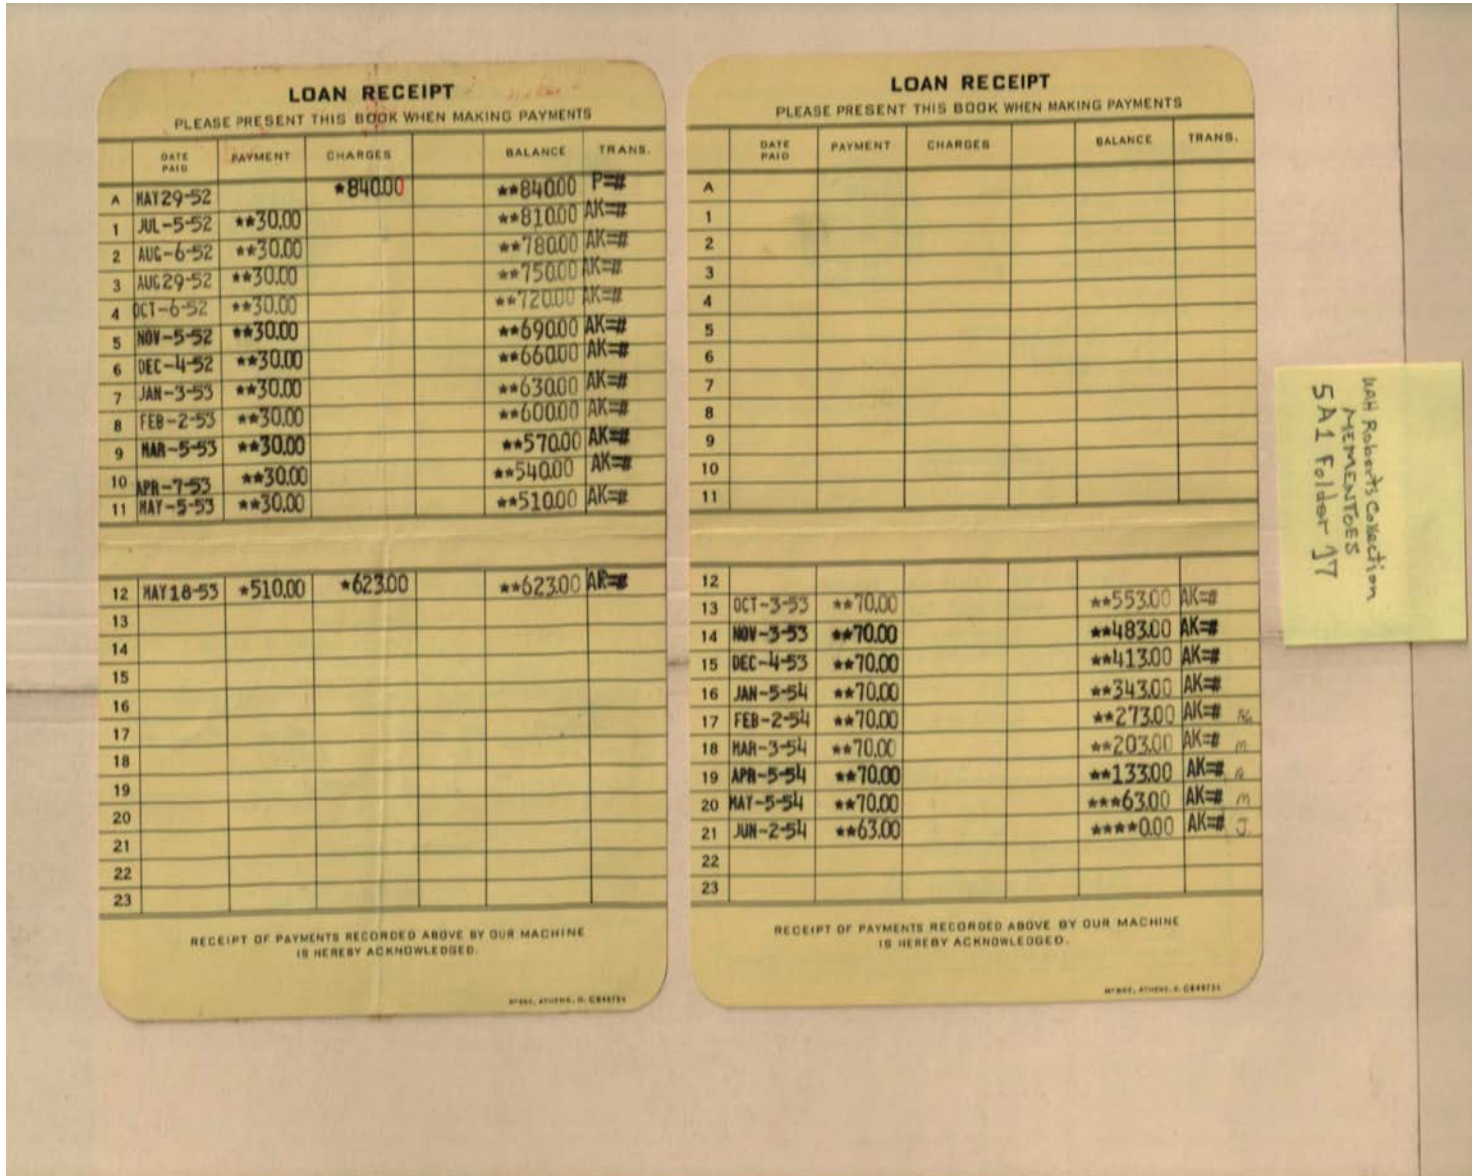 LOAN RECEIPT
PLEASE PRESENT THIS BOOK WHEN MAKING PAYMENTS
DATE PAID PAYMENT CHARGES BALANCE TRANS.
A MAY 29-52 *840.00 **840.00 P=#
1 JUL-5-52 **30.00 **810.00 AK=#
2 AUG-6-52 **30.00 **780.00 AK=#
3 AUG 29-52 **30.00 **750.00 AK=#
4 OCT-6-52 **30.00 **720.00 AK=#
5 NOV-5-52 **30.00 **690.00 AK=#
6 DEC-4-52 **30.00 **660.00 AK=#
7 JAN-3-53 **30.00 **630.00 AK=#
8 FEB-2-53 **30.00 **600.00 AK=#
9 MAR-5-53 **30.00 **570.00 AK=#
10 APR-7-53 **30.00 **540.00 AK=#
11 MAY-5-53 **30.00 **510.00 AK=#
12 MAY 18-53 *510.00 *623.00 **623.00 AR=#
13
14
15
16
17
18
19
20
21
22
23
RECEIPT OF PAYMENTS RECORDED ABOVE BY OUR MACHINE
IS HEREBY ACKNOWLEDGED.
LOAN RECEIPT
PLEASE PRESENT THIS BOOK WHEN MAKING PAYMENTS
DATE PAID PAYMENT CHARGES BALANCE TRANS.
A
1
2
3
4
5
6
7
8
9
10
11
12
13 OCT-3-53 **70.00 **553.00 AK=#
14 NOV-3-53 **70.00 **483.00 AK=#
15 DEC-4-53 **70.00 **413.00 AK=#
16 JAN-5-54 **70.00 **343.00 AK=#
17 FEB-2-54 **70.00 **273.00 AK=#
18 MAR-3-54 **70.00 **203.00 AK=# m
19 APR-5-54 **70.00 **133.00 AK=#
20 MAY-5-54 **70.00 ***63.00 AK=# m
21 JUN-2-54 **63.00 ****0.00 AK=# J
22
23
RECEIPT OF PAYMENTS RECORDED ABOVE BY OUR MACHINE
IS HEREBY ACKNOWLEDGED.
UAH Roberts Collection
MEMENTOES
5A1 Folder 17